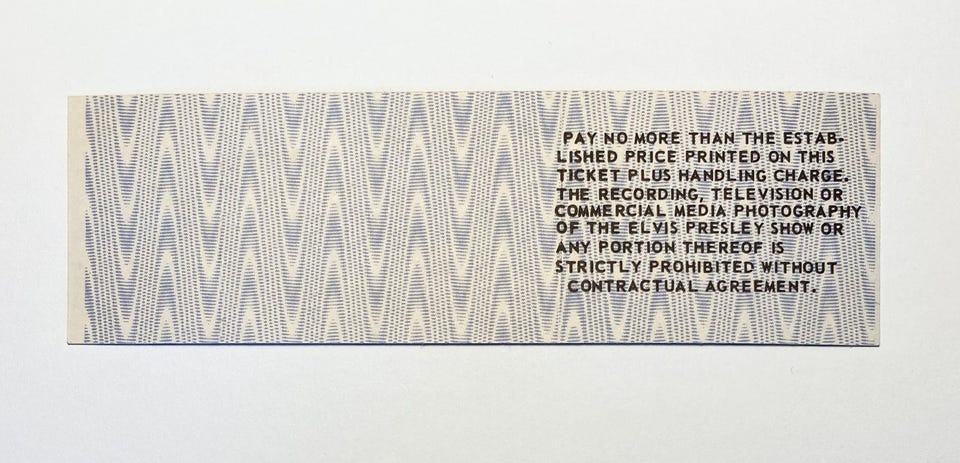 PAY NO MORE THAN THE ESTAB-
LISHED PRICE PRINTED ON THIS
TICKET PLUS HANDLING CHARGE.
THE RECORDING, TELEVISION OR
COMMERCIAL MEDIA PHOTOGRAPHY
OF THE ELVIS PRESLEY SHOW OR
ANY PORTION THEREOF IS
STRICTLY PROHIBITED WITHOUT
CONTRACTUAL AGREEMENT.